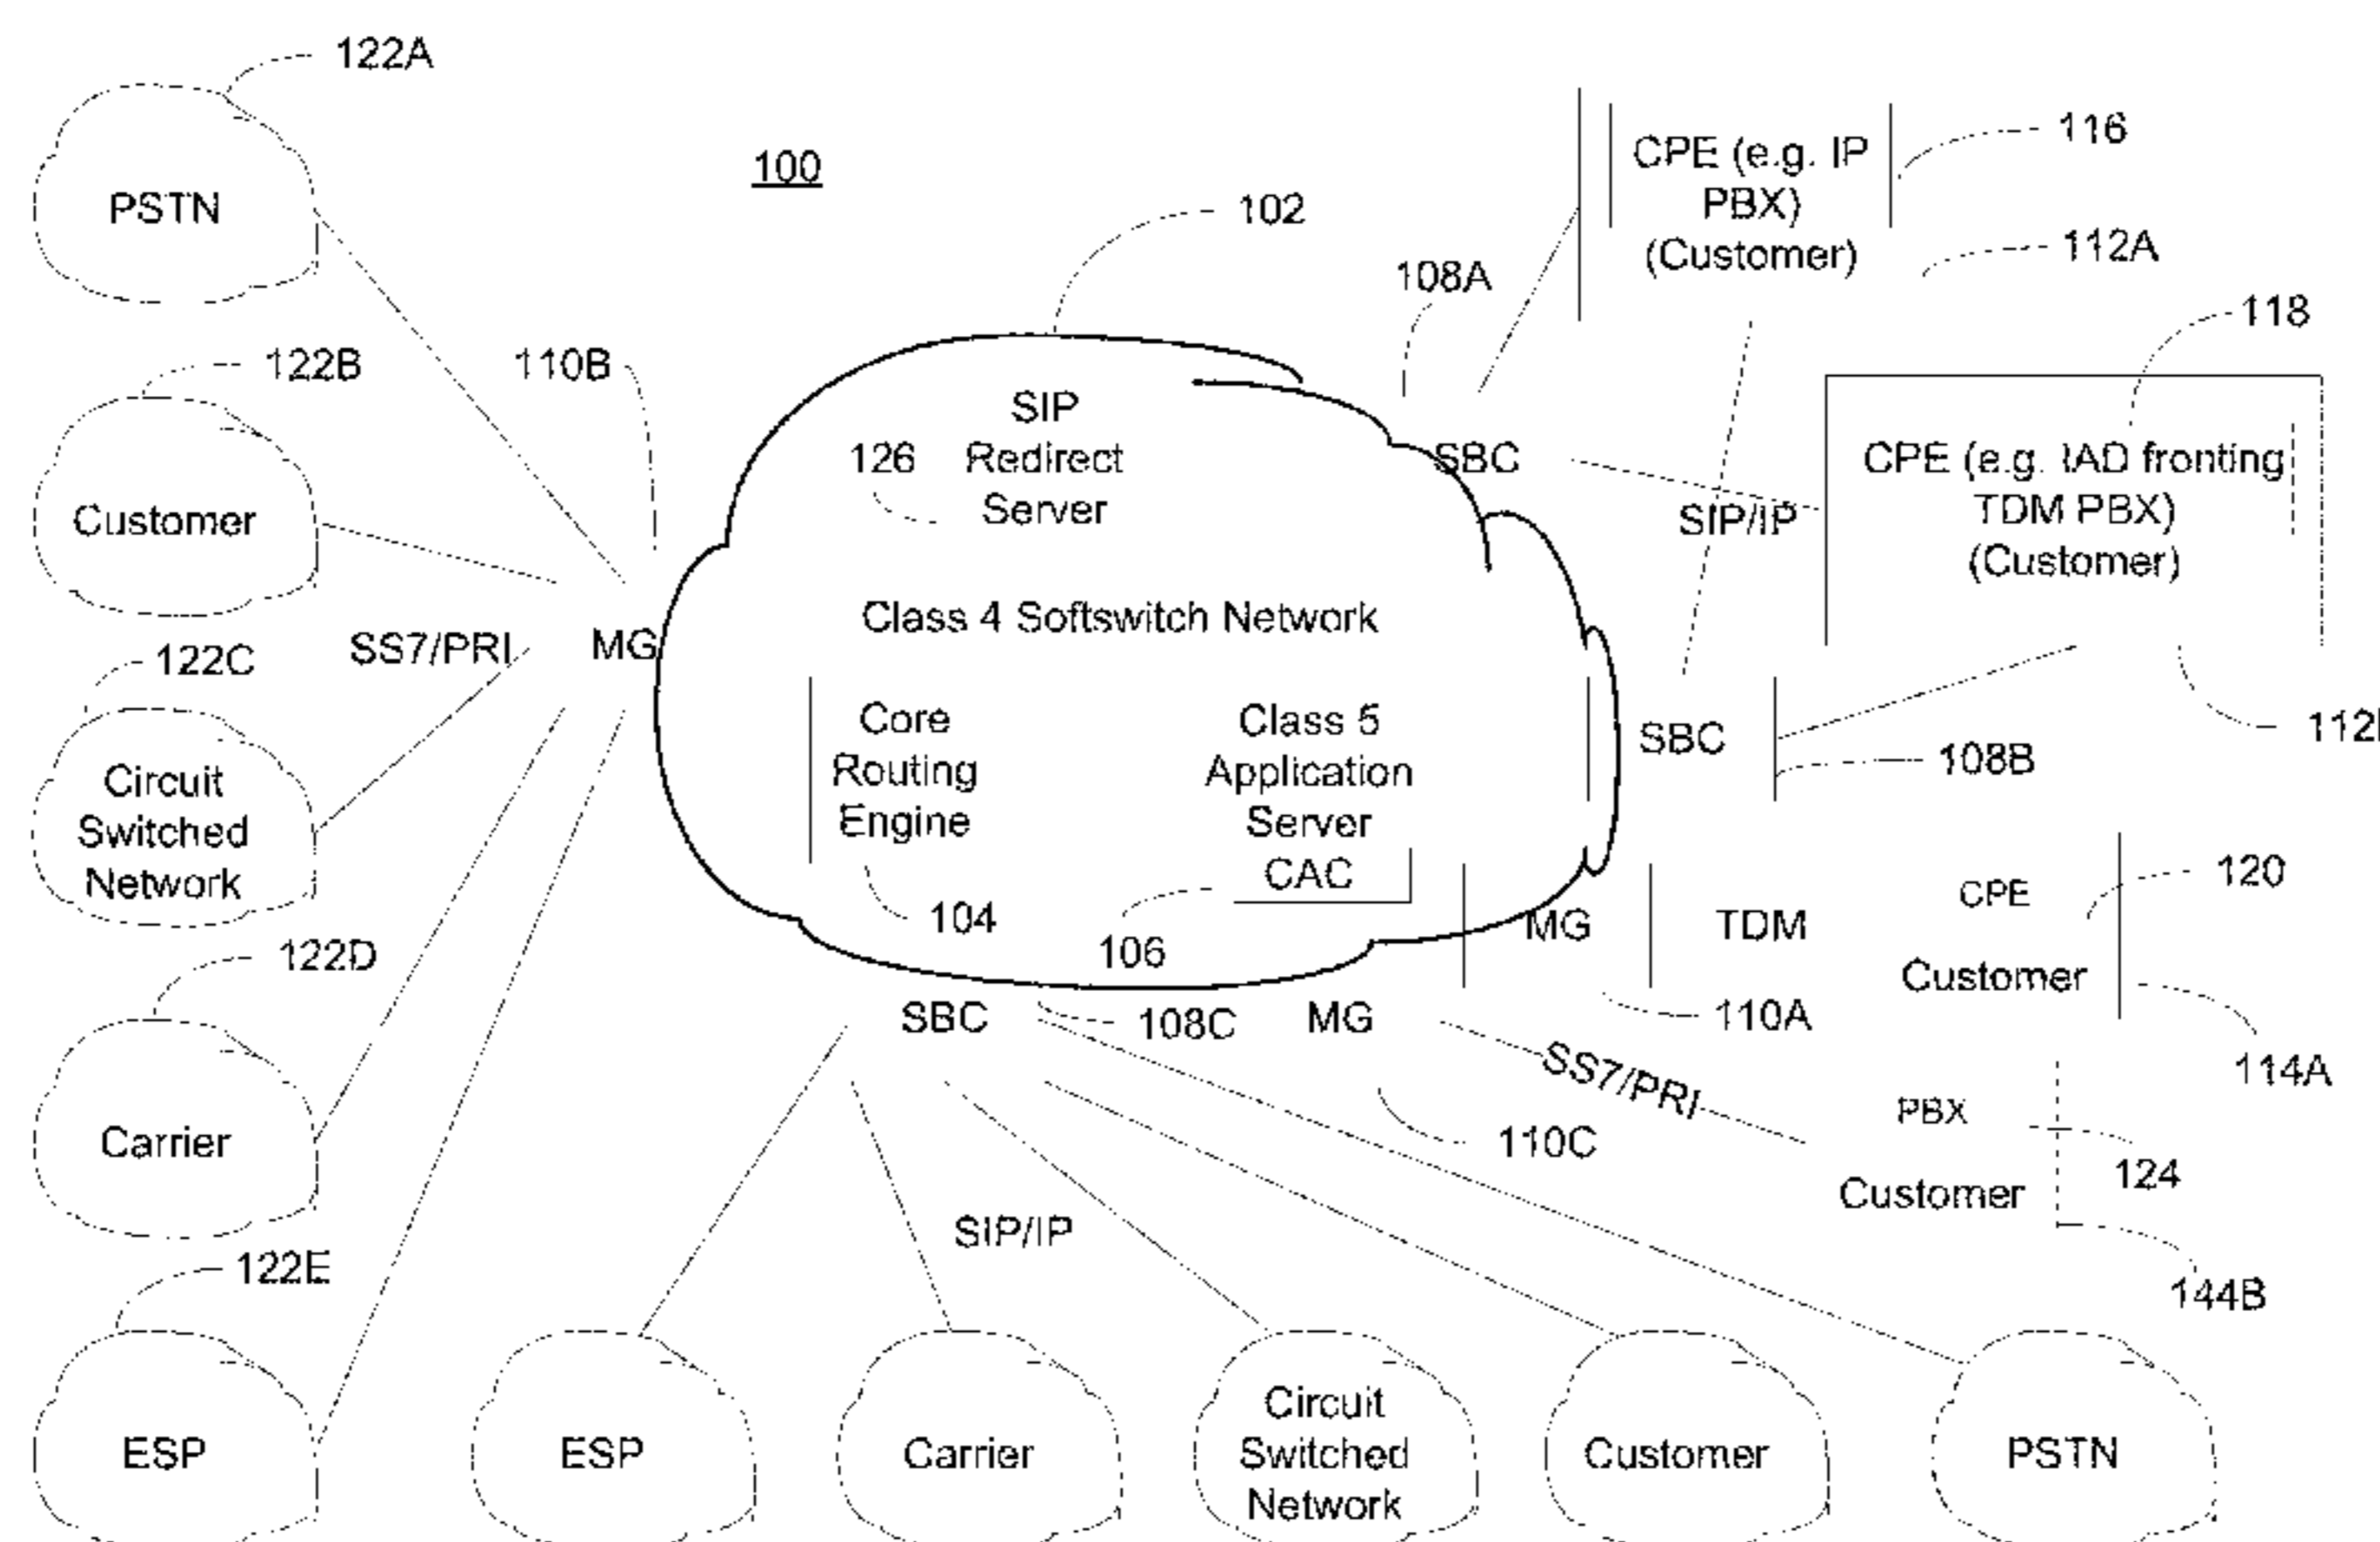 122A
PSTN
100
102
108A
CPE (e.g. IP
PBX)
(Customer)
116
112A
118
122B
110B
Customer
SIP
Redirect
Server
126
SBC
SIP/IP
CPE (e.g. IAD fronting
TDM PBX)
(Customer)
122C
SS7/PRI
MG
Class 4 Softswitch Network
Circuit
Switched
Network
Core
Routing
Engine
104
Class 5
Application
Server
CAC
106
SBC
108B
MG
TDM
110A
CPE
Customer
120
114A
122D
Carrier
SBC
108C
MG
110C
SS7/PRI
PBX
Customer
124
144B
SIP/IP
122E
ESP
ESP
Carrier
Circuit
Switched
Network
Customer
PSTN